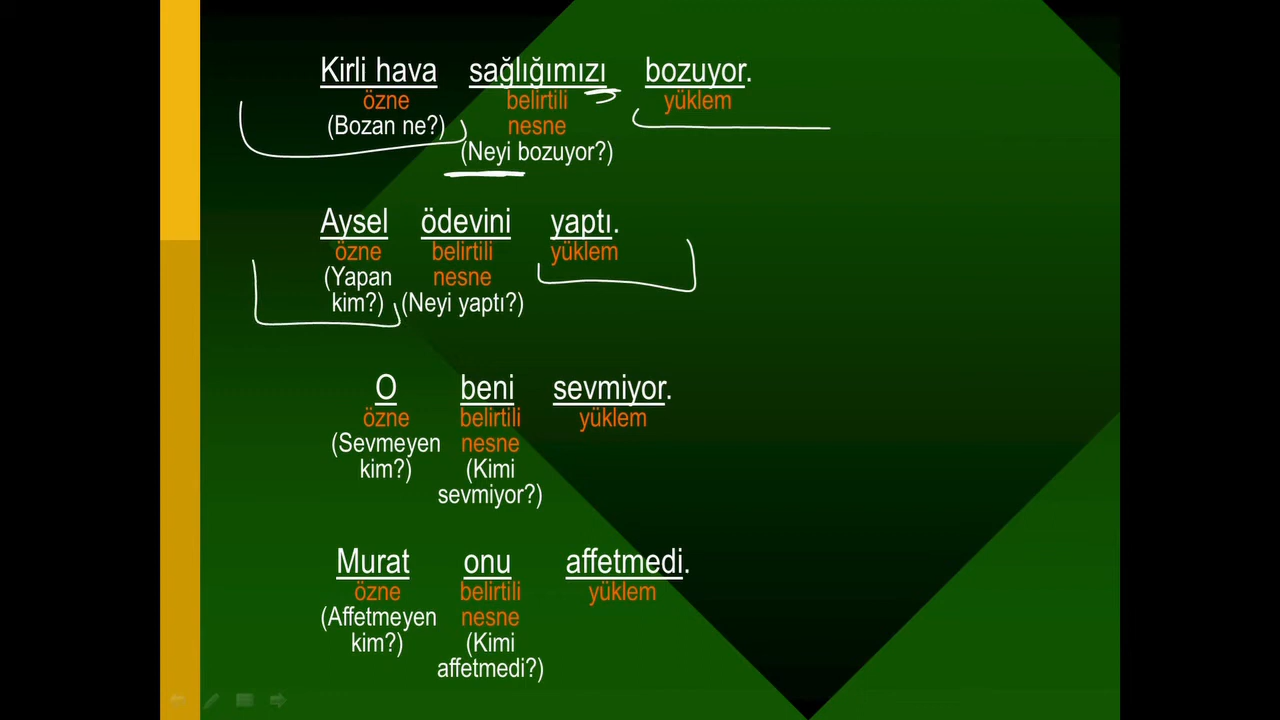 Kirli hava sağlığımızı bozuyor.
özne belirtili yüklem
(Bozan ne?) nesne
(Neyi bozuyor?)
Aysel ödevini yaptı.
özne belirtili yüklem
(Yapan nesne
kim?) (Neyi yaptı?)
O beni sevmiyor.
özne belirtili yüklem
(Sevmeyen nesne
kim?) (Kimi
sevmiyor?)
Murat onu affetmedi.
özne belirtili yüklem
(Affetmeyen nesne
kim?) (Kimi
affetmedi?)